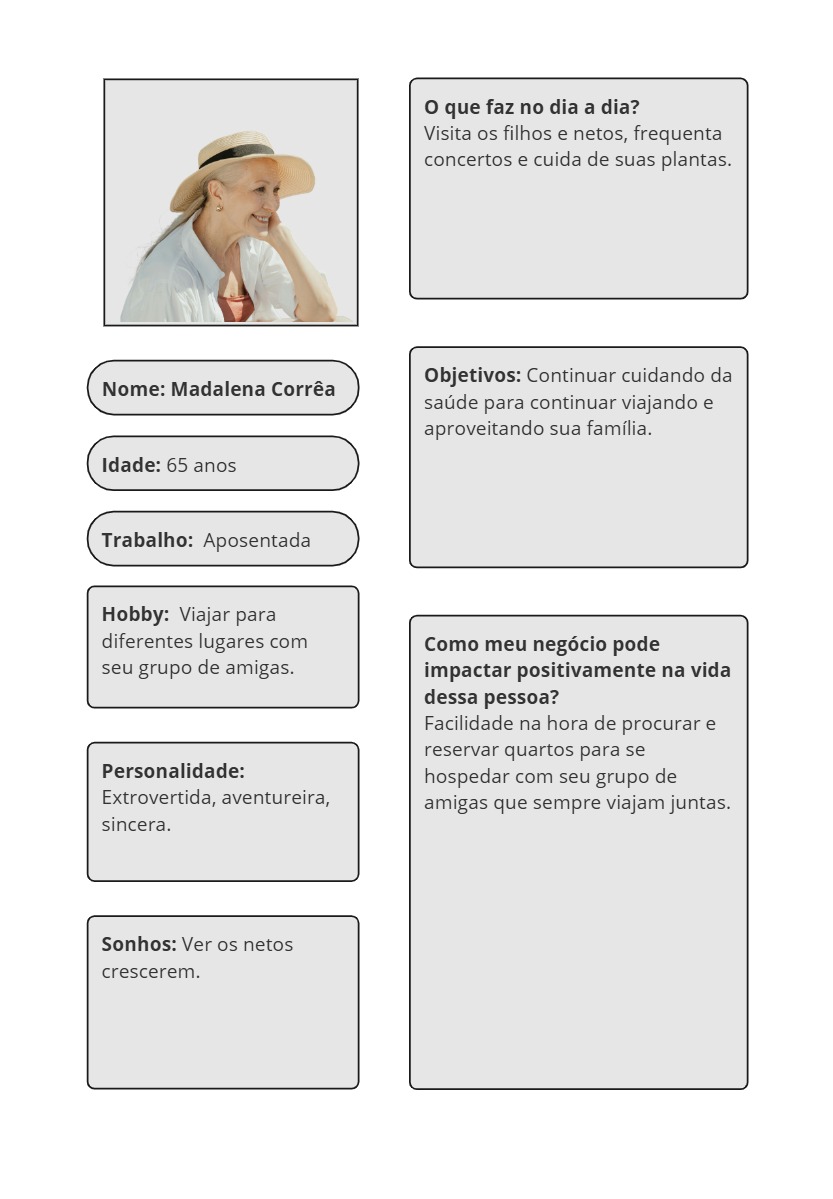 Nome: Madalena Corrêa
Idade: 65 anos
Trabalho: Aposentada
Hobby: Viajar para
diferentes lugares com
seu grupo de amigas.
Personalidade:
Extrovertida, aventureira,
sincera.
Sonhos: Ver os netos
crescerem.
O que faz no dia a dia?
Visita os filhos e netos, frequenta
concertos e cuida de suas plantas.
Objetivos: Continuar cuidando da
saúde para continuar viajando e
aproveitando sua família.
Como meu negócio pode
impactar positivamente na vida
dessa pessoa?
Facilidade na hora de procurar e
reservar quartos para se
hospedar com seu grupo de
amigas que sempre viajam juntas.